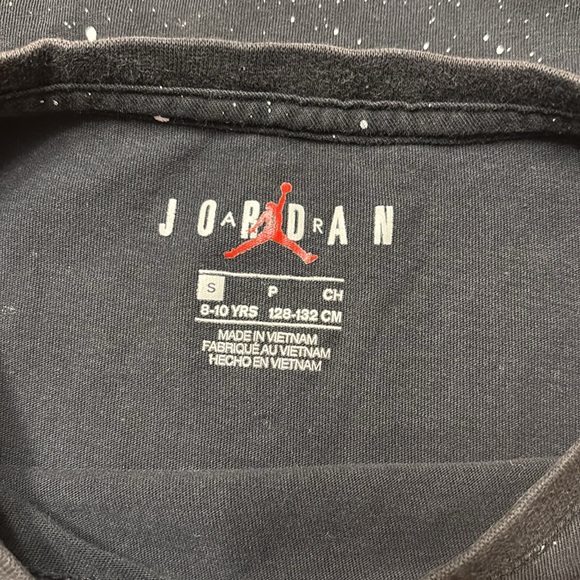 JORDAN
AIR
S P CH
8-10 YRS 128-132 CM
MADE IN VIETNAM
FABRIQUÉ AU VIETNAM
HECHO EN VIETNAM